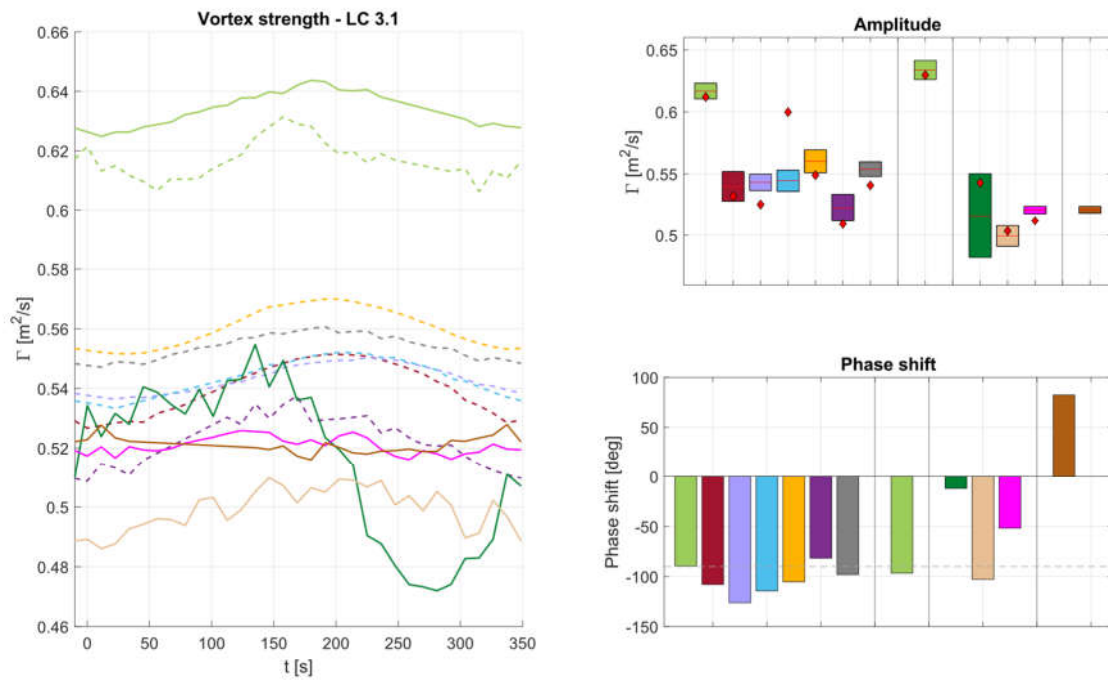 Vortex strength - LC 3.1
0.66
0.64
0.62
0.6
0.58
0.56
0.54
0.52
0.5
0.48
0.46
Γ [m²/s]
0 50 100 150 200 250 300 350
t [s]
Amplitude
0.65
0.6
0.55
0.5
Γ [m²/s]
Phase shift
100
50
0
-50
-100
-150
Phase shift [deg]